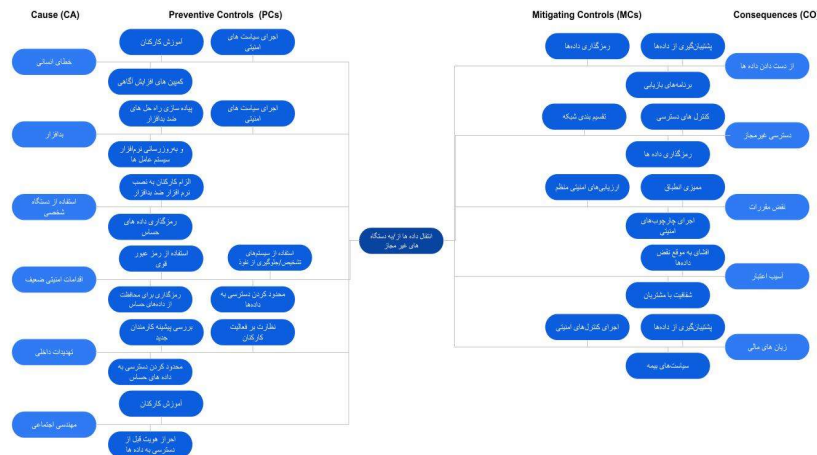 Cause (CA)
Preventive Controls (PCs)
Mitigating Controls (MCs)
Consequences (CO
خطای انسانی
آموزش کارکنان
اجرای سیاست های
امنیتی
کمپین های افزایش آگاهی
بدافزار
پیاده سازی راه حل های
ضد بدافزار
اجرای سیاست های
امنیتی
و به‌روزرسانی نرم‌افزار
سیستم عامل ها
استفاده از دستگاه
شخصی
الزام کارکنان به نصب
نرم افزار ضد بدافزار
رمزگذاری داده های
حساس
اقدامات امنیتی ضعیف
استفاده از رمز عبور
قوی
استفاده از سیستم‌های
تشخیص/جلوگیری از نفوذ
رمزگذاری برای محافظت
از داده‌های حساس
محدود کردن دسترسی به
داده‌ها
تهدیدات داخلی
بررسی پیشینه کارمندان
جدید
نظارت بر فعالیت
کارکنان
محدود کردن دسترسی به
داده های حساس
مهندسی اجتماعی
آموزش کارکنان
احراز هویت قبل از
دسترسی به داده ها
انتقال داده ها از/به دستگاه
های غیر مجاز
رمزگذاری داده‌ها
پشتیبان‌گیری از داده‌ها
برنامه‌های بازیابی
از دست دادن داده ها
تقسیم بندی شبکه
کنترل های دسترسی
رمزگذاری داده ها
دسترسی غیرمجاز
ارزیابی‌های امنیتی منظم
ممیزی انطباق
اجرای چارچوب‌های
امنیتی
نقض مقررات
افشای به موقع نقض
داده‌ها
شفافیت با مشتریان
آسیب اعتبار
اجرای کنترل‌های امنیتی
پشتیبان‌گیری از داده‌ها
سیاست‌های بیمه
زیان های مالی